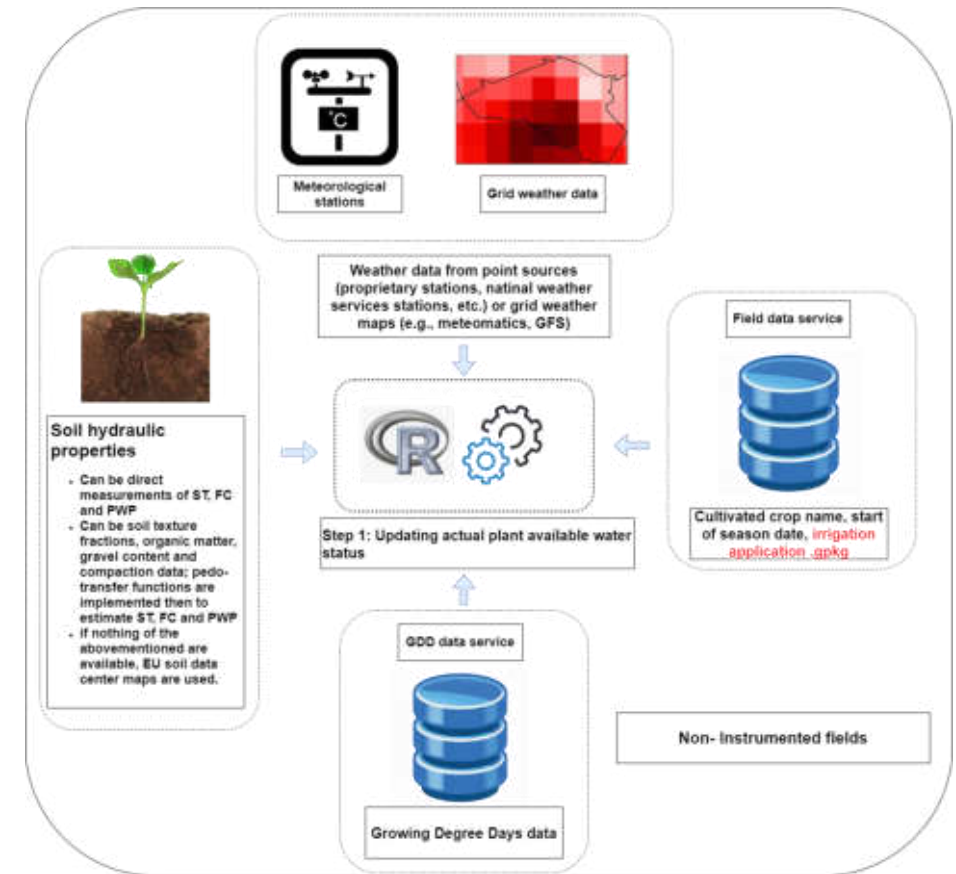 °C
Meteorological
stations
Grid weather data
Weather data from point sources
(proprietary stations, natinal weather
services stations, etc.) or grid weather
maps (e.g., meteomatics, GFS)
Field data service
Soil hydraulic
properties
• Can be direct
measurements of ST, FC
and PWP
• Can be soil texture
fractions, organic matter,
gravel content and
compaction data; pedo-
transfer functions are
implemented then to
estimate ST, FC and PWP
• if nothing of the
abovementioned are
available, EU soil data
center maps are used.
R
Step 1: Updating actual plant available water
status
Cultivated crop name, start
of season date, irrigation
application .gpkg
GDD data service
Growing Degree Days data
Non- Instrumented fields